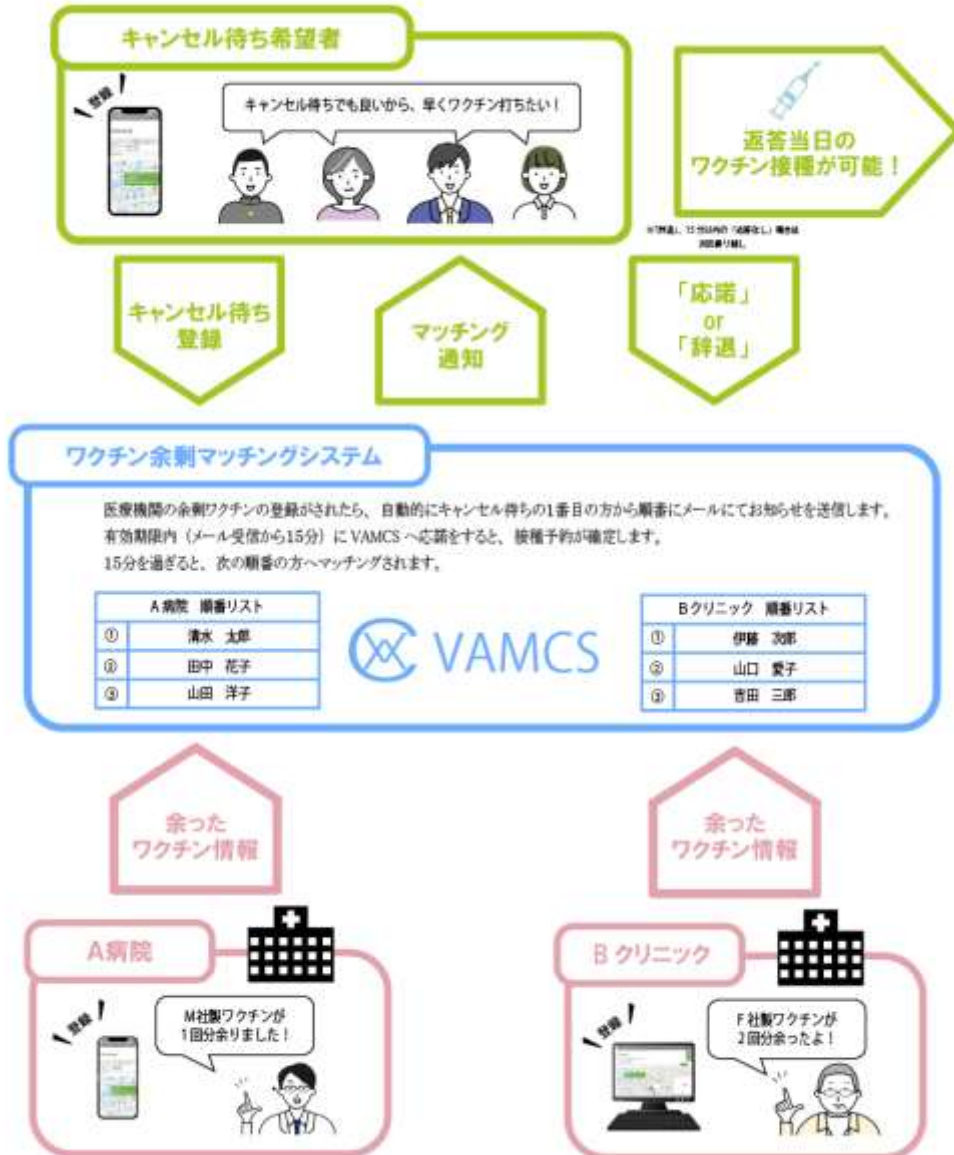 キャンセル待ち希望者
登録
キャンセル待ちでも良いから、早くワクチン打ちたい！
返答当日の
ワクチン接種が可能！
キャンセル待ち
登録
マッチング
通知
「応諾」
or
「辞退」
ワクチン余剰マッチングシステム
医療機関の余剰ワクチンの登録がされたら、自動的にキャンセル待ちの1番目の方から順番にメールにてお知らせを送信します。
有効期限内（メール受信から15分）にVAMCSへ応諾をすると、接種予約が確定します。
15分を過ぎると、次の順番の方へマッチングされます。
A病院　順番リスト
① 清水　太郎
② 田中　花子
③ 山田　洋子
VAMCS
Bクリニック　順番リスト
① 伊藤　次郎
② 山口　愛子
③ 吉田　三郎
余った
ワクチン情報
余った
ワクチン情報
A病院
登録
M社製ワクチンが
1回分余りました！
Bクリニック
登録
F社製ワクチンが
2回分余ったよ！